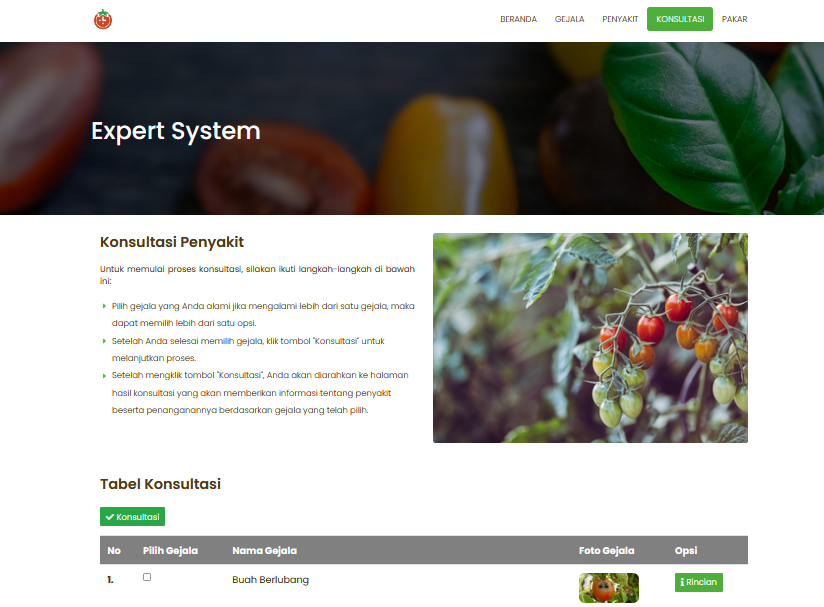 BERANDA GEJALA PENYAKIT KONSULTASI PAKAR
Expert System
Konsultasi Penyakit
Untuk memulai proses konsultasi, silakan ikuti langkah-langkah di bawah
ini:
Pilih gejala yang Anda alami jika mengalami lebih dari satu gejala, maka
dapat memilih lebih dari satu opsi.
Setelah Anda selesai memilih gejala, klik tombol "Konsultasi" untuk
melanjutkan proses.
Setelah mengklik tombol "Konsultasi", Anda akan diarahkan ke halaman
hasil konsultasi yang akan memberikan informasi tentang penyakit
beserta penanganannya berdasarkan gejala yang telah pilih.
Tabel Konsultasi
Konsultasi
No Pilih Gejala Nama Gejala Foto Gejala Opsi
1. Buah Berlubang Rincian